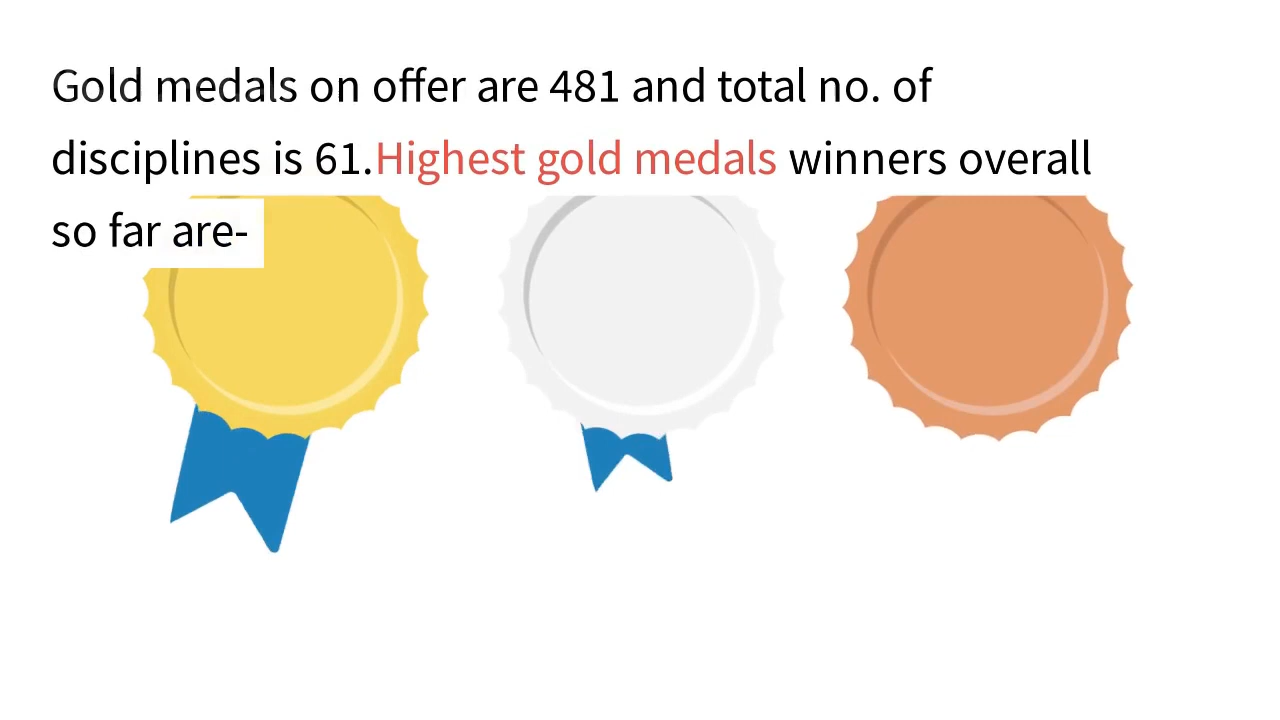 Gold medals on offer are 481 and total no. of
disciplines is 61.Highest gold medals winners overall
so far are-